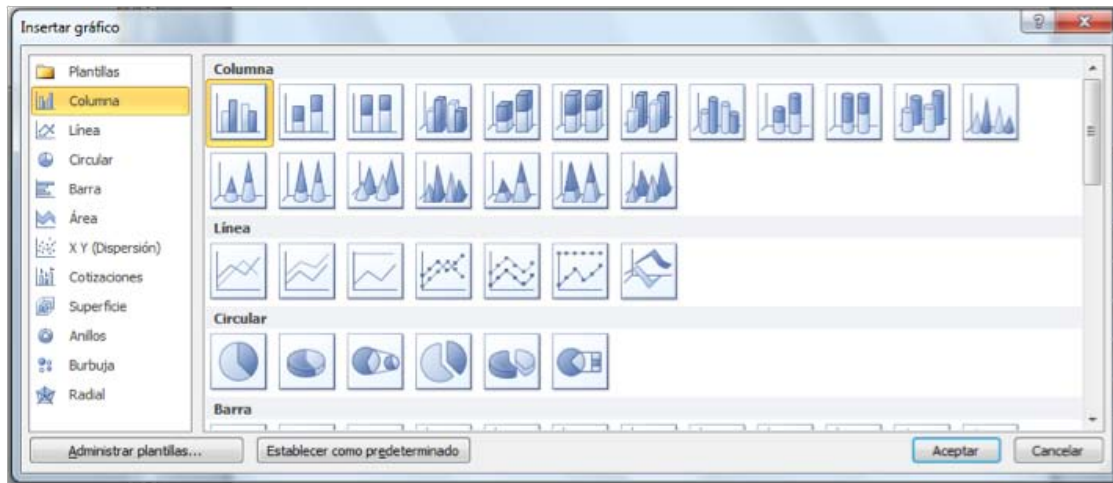 Insertar gráfico
Plantillas
Columna
Línea
Circular
Barra
Área
X Y (Dispersión)
Cotizaciones
Superficie
Anillos
Burbuja
Radial
Columna
Línea
Circular
Barra
Administrar plantillas...
Establecer como predeterminado
Aceptar
Cancelar